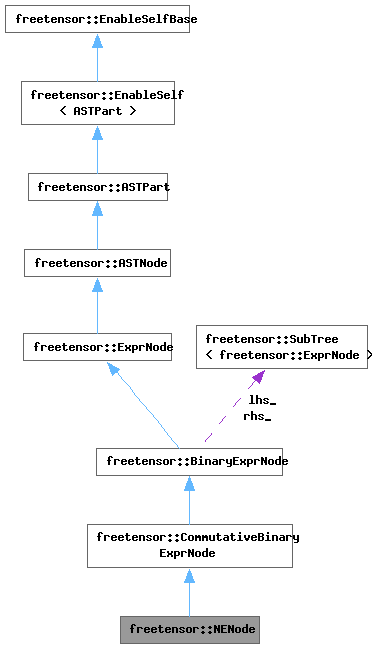 freetensor::EnableSelfBase
freetensor::EnableSelf
< ASTPart >
freetensor::ASTPart
freetensor::ASTNode
freetensor::ExprNode
freetensor::SubTree
< freetensor::ExprNode >
lhs_
rhs_
freetensor::BinaryExprNode
freetensor::CommutativeBinary
ExprNode
freetensor::NENode